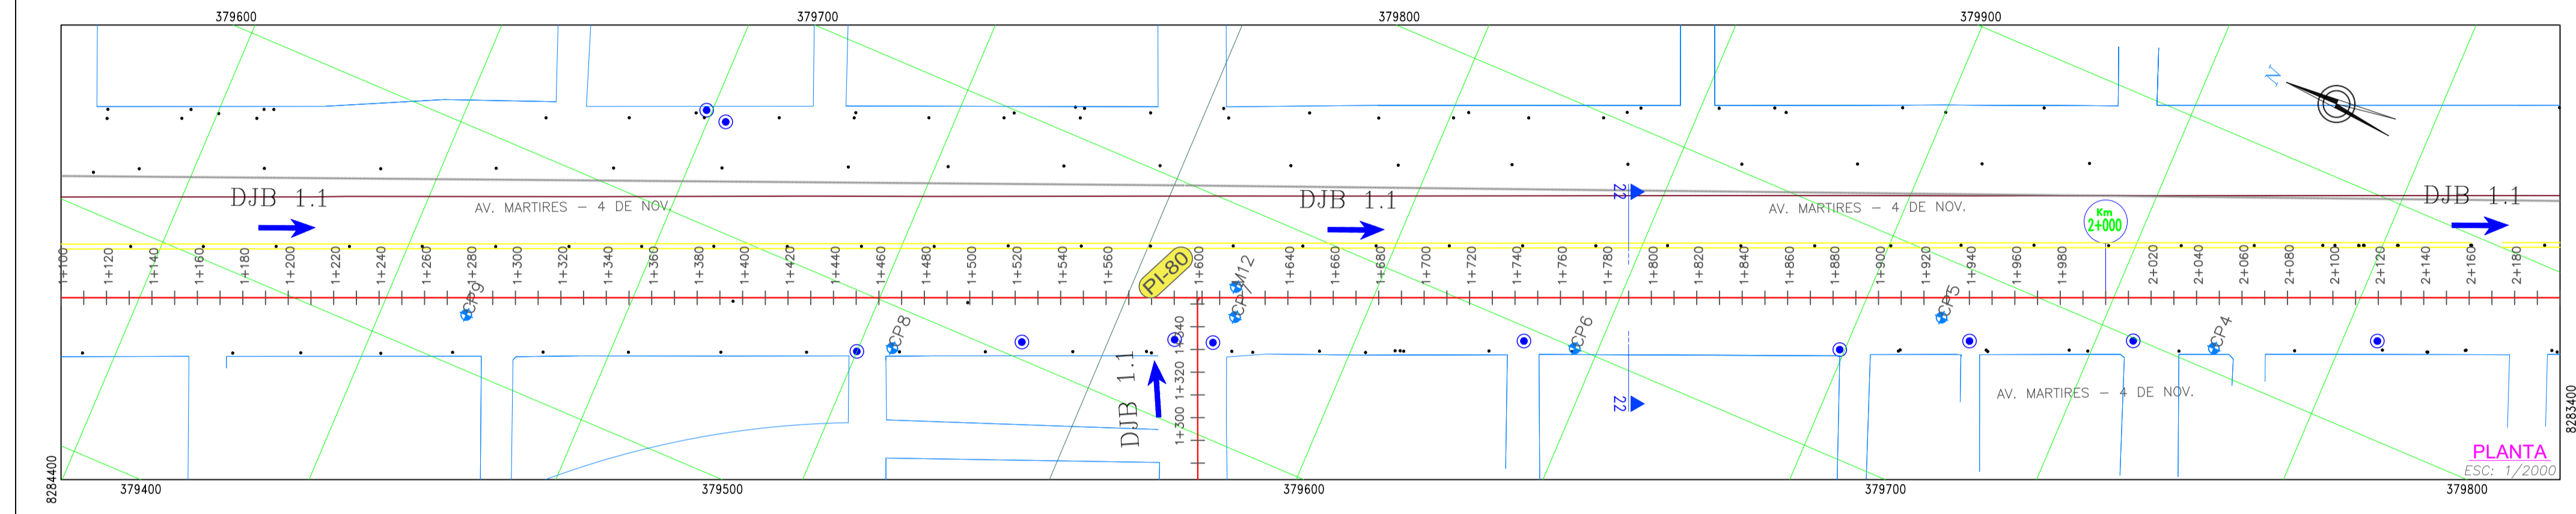 379600 379700 379800 379900
N
DJB 1.1 DJB 1.1 DJB 1.1
AV. MARTIRES - 4 DE NOV. AV. MARTIRES - 4 DE NOV.
22
Km
2+000
1+100 1+120 1+140 1+160 1+180 1+200 1+220 1+240 1+260 1+280 1+300 1+320 1+340 1+360 1+380 1+400 1+420 1+440 1+460 1+480 1+500 1+520 1+540 1+560 PI-80 1+600 1+640 1+660 1+680 1+700 1+720 1+740 1+760 1+780 1+800 1+820 1+840 1+860 1+880 1+900 1+920 1+940 1+960 1+980 2+020 2+040 2+060 2+080 2+100 2+120 2+140 2+160 2+180
CP9 CP8 CP7 CP6 CP5 CP4
DJB 1.1
1+300 1+320 1+340
22
AV. MARTIRES - 4 DE NOV.
PLANTA
ESC: 1/2000
8284400 8283400
379400 379500 379600 379700 379800